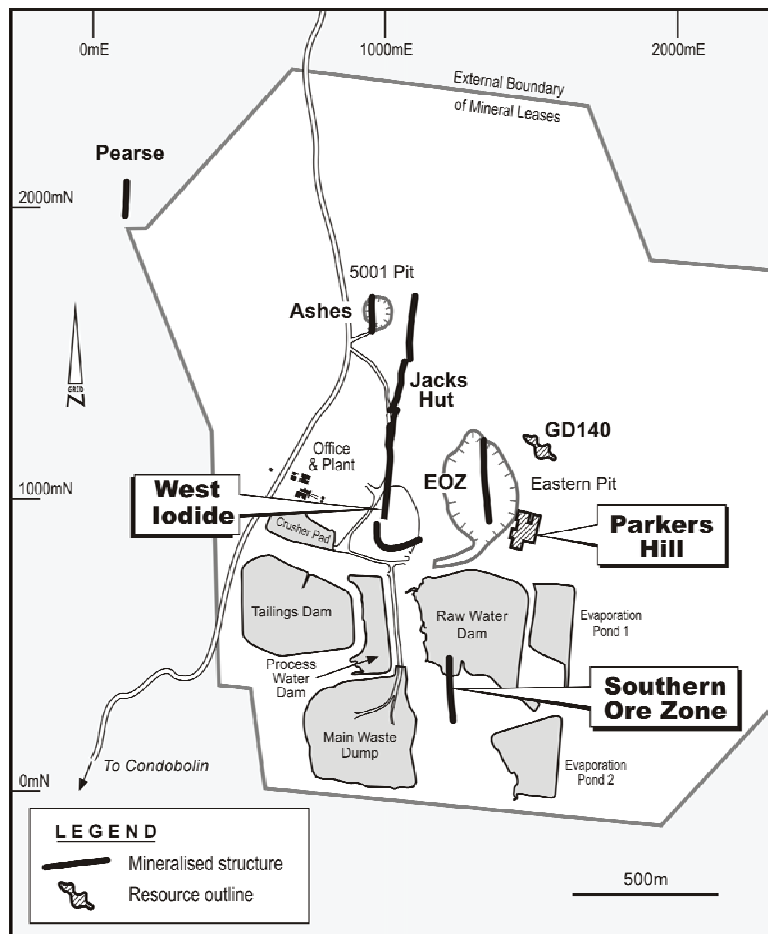 0mE
1000mE
2000mE
External Boundary
of Mineral Leases
Pearse
2000mN
5001 Pit
Ashes
GRID
N
Jacks
Hut
GD140
Office
& Plant
EOZ
Eastern Pit
1000mN
West
Iodide
Crusher Pad
Parkers
Hill
Tailings Dam
Raw Water
Dam
Evaporation
Pond 1
Process
Water
Dam
Southern
Ore Zone
Main Waste
Dump
To Condobolin
Evaporation
Pond 2
0mN
LEGEND
Mineralised structure
Resource outline
500m